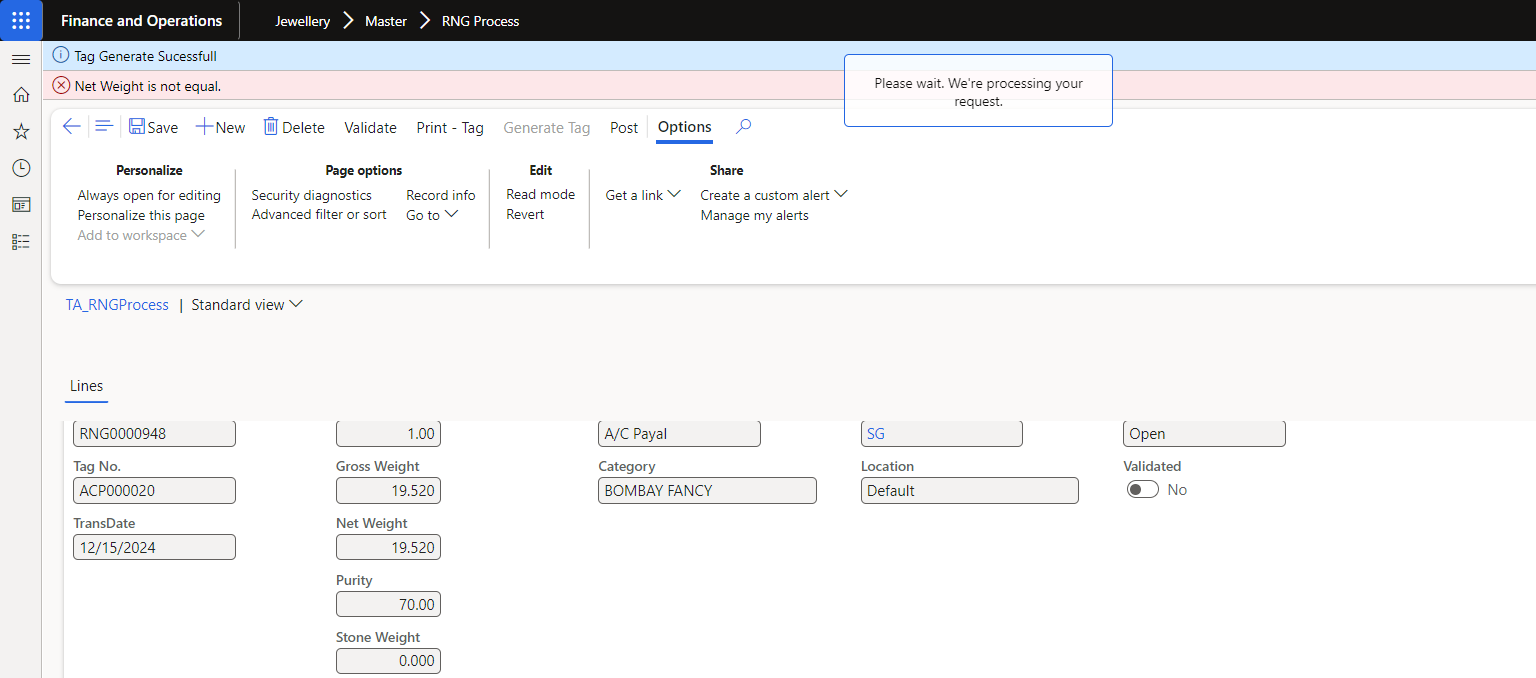 Finance and Operations
Jewellery Master RNG Process
Tag Generate Sucessfull
Net Weight is not equal.
Please wait. We're processing your
request.
Save New Delete Validate Print - Tag Generate Tag Post Options
Personalize
Always open for editing
Personalize this page
Add to workspace
Page options
Security diagnostics
Advanced filter or sort
Record info
Go to
Edit
Read mode
Revert
Share
Get a link
Create a custom alert
Manage my alerts
TA_RNGProcess | Standard view
Lines
RNG0000948
Tag No.
ACP000020
TransDate
12/15/2024
1.00
Gross Weight
19.520
Net Weight
19.520
Purity
70.00
Stone Weight
0.000
A/C Payal
Category
BOMBAY FANCY
SG
Location
Default
Open
Validated
No